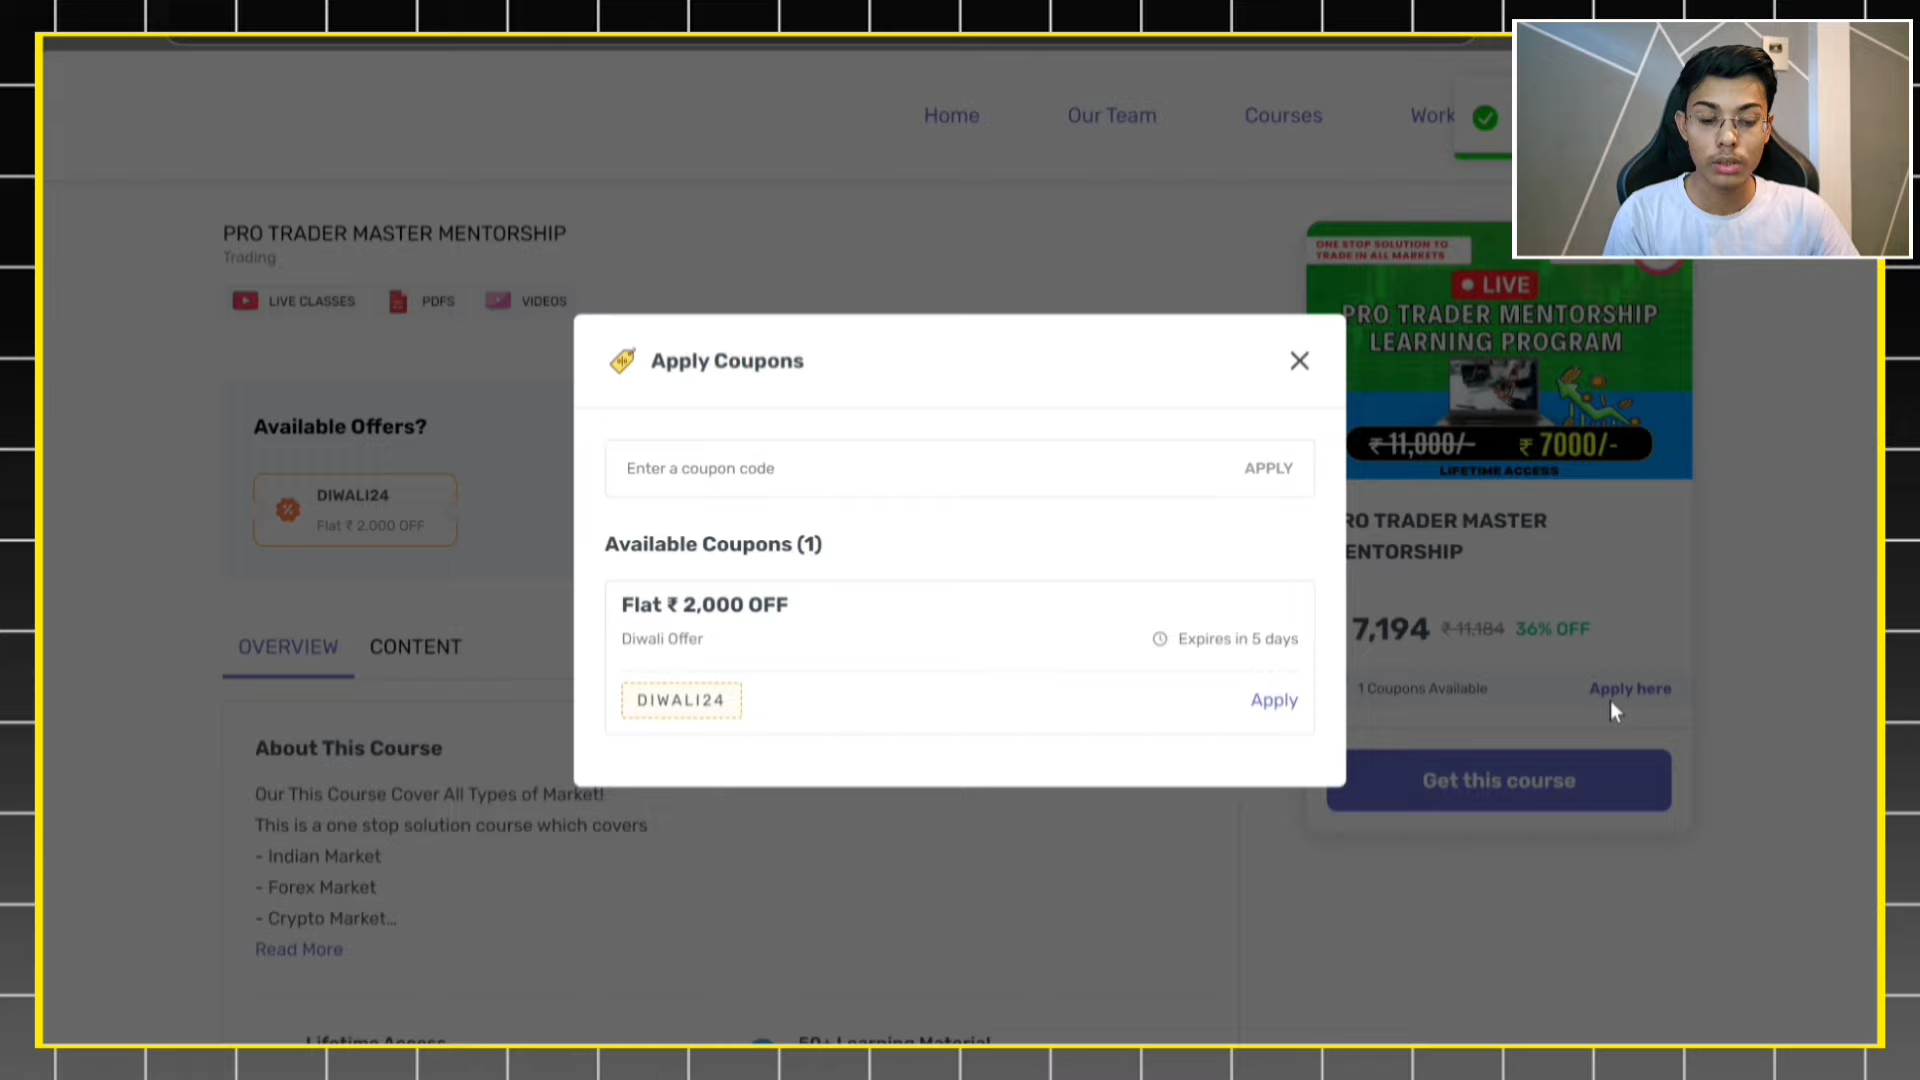 Home
Our Team
Courses
Work
PRO TRADER MASTER MENTORSHIP
Trading
LIVE CLASSES
PDFS
VIDEOS
Available Offers?
DIWALI24
Flat ₹ 2,000 OFF
OVERVIEW
CONTENT
About This Course
Our This Course Cover All Types of Market!
This is a one stop solution course which covers
- Indian Market
- Forex Market
- Crypto Market...
Read More
Lifetime Access
50+ Learning Material
Apply Coupons
Enter a coupon code
APPLY
Available Coupons (1)
Flat ₹ 2,000 OFF
Diwali Offer
Expires in 5 days
DIWALI24
Apply
ONE STOP SOLUTION TO
TRADE IN ALL MARKETS
LIVE
PRO TRADER MENTORSHIP
LEARNING PROGRAM
₹ 11,000/-
₹ 7000/-
LIFETIME ACCESS
RO TRADER MASTER
ENTORSHIP
7,194 ₹ 11,184 36% OFF
1 Coupons Available
Apply here
Get this course